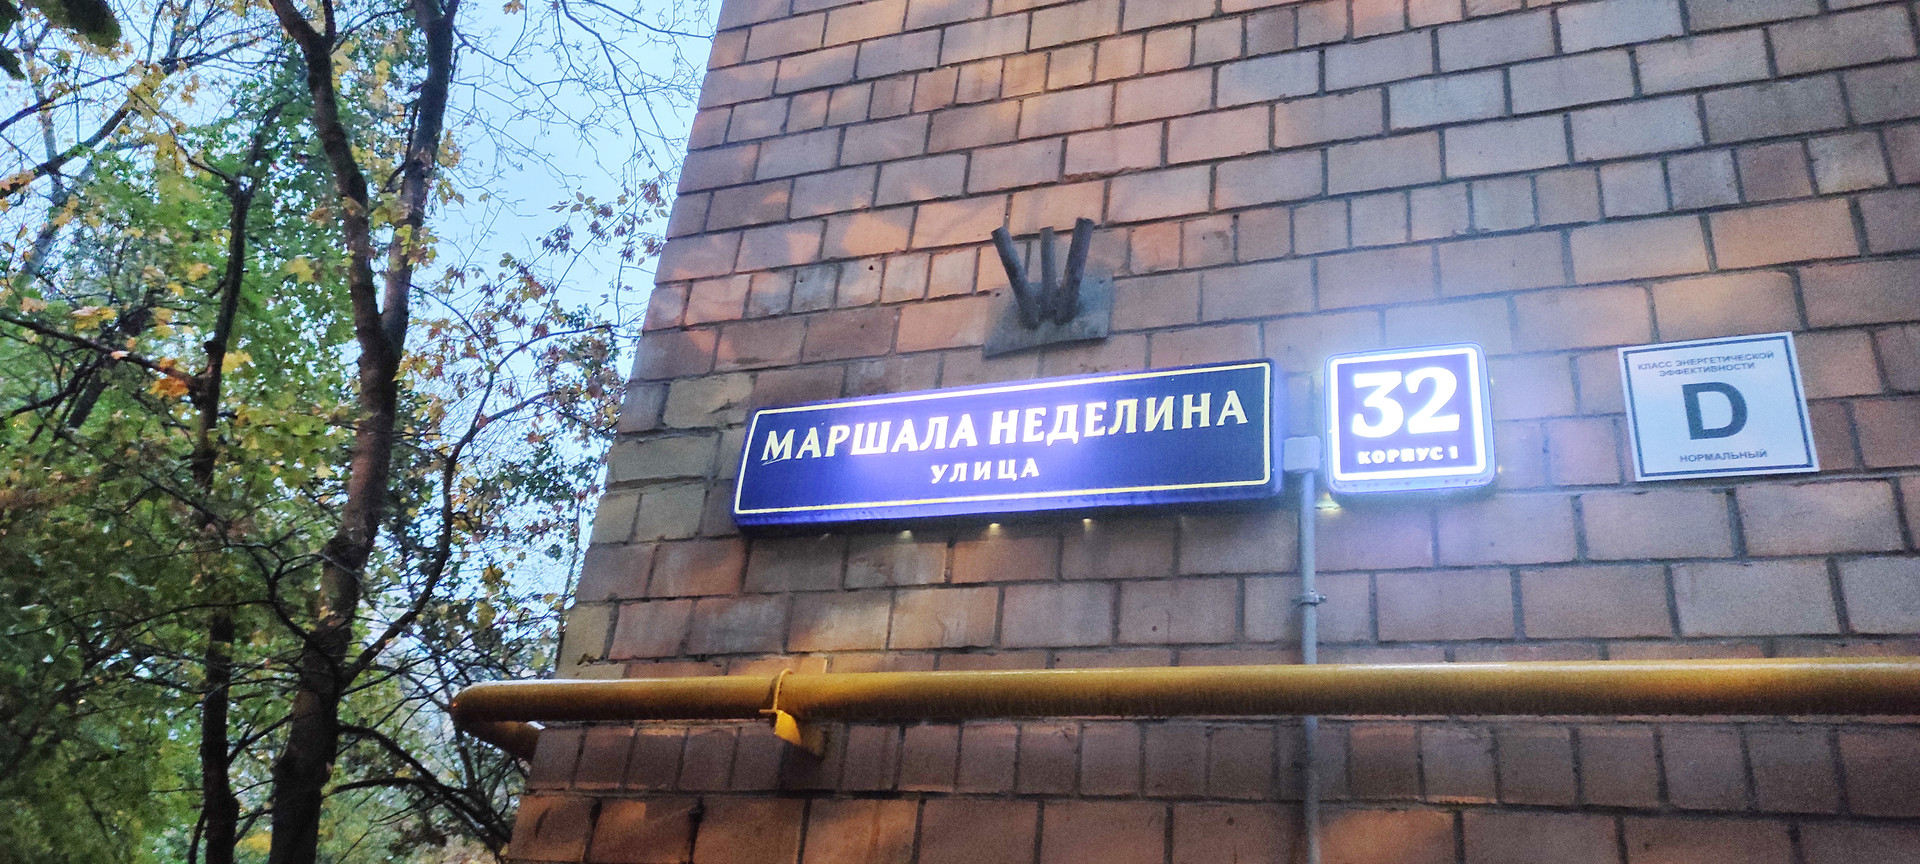 МАРШАЛА НЕДЕЛИНА
УЛИЦА
32
КОРПУС 1
КЛАСС ЭНЕРГЕТИЧЕСКОЙ
ЭФФЕКТИВНОСТИ
D
НОРМАЛЬНЫЙ